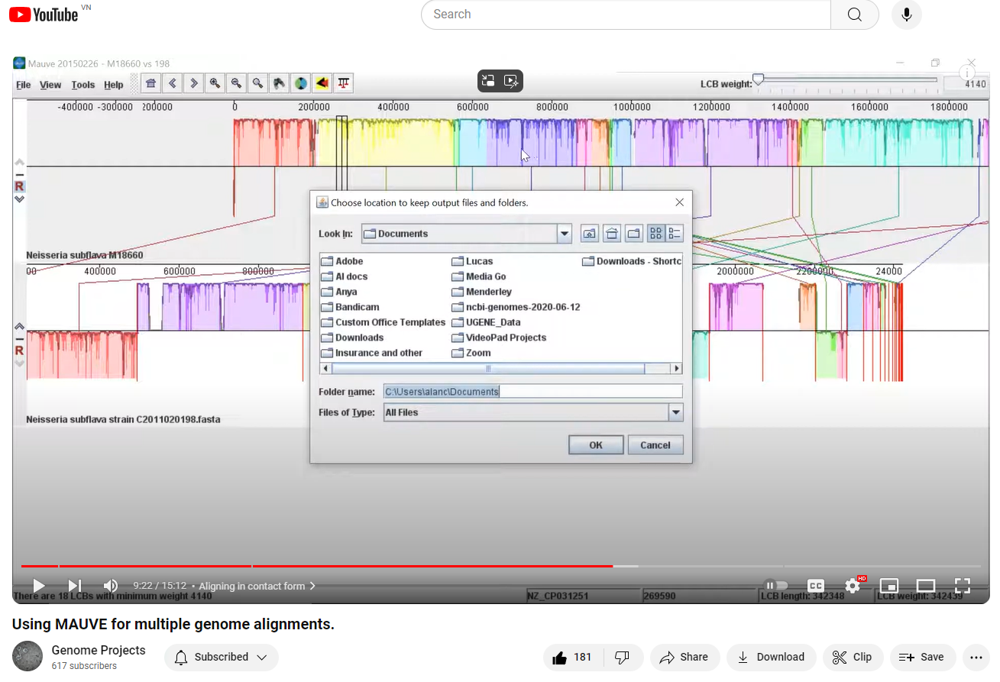 YouTube VN
Search
Mauve 20150226 - M18660 vs 198
File View Tools Help
LCB weight:
4140
-400000 -300000 200000 0 200000 400000 600000 800000 1000000 1200000 1400000 1600000 1800000
R
Neisseria subflava M18660
00 400000 600000 800000 2000000 2200000 24000
R
Neisseria subflava strain C2011020198.fasta
Choose location to keep output files and folders.
Look In: Documents
Adobe Lucas Downloads - Shortc
AI docs Media Go
Anya Menderley
Bandicam ncbi-genomes-2020-06-12
Custom Office Templates UGENE_Data
Downloads VideoPad Projects
Insurance and other Zoom
Folder name: C:\Users\alanc\Documents
Files of Type: All Files
OK Cancel
9:22 / 15:12 • Aligning in contact form
CC HD
There are 18 LCBs with minimum weight 4140 NZ_CP031251 269590 LCB length: 342348 LCB weight: 342439
Using MAUVE for multiple genome alignments.
Genome Projects
617 subscribers
Subscribed
181 Share Download Clip Save